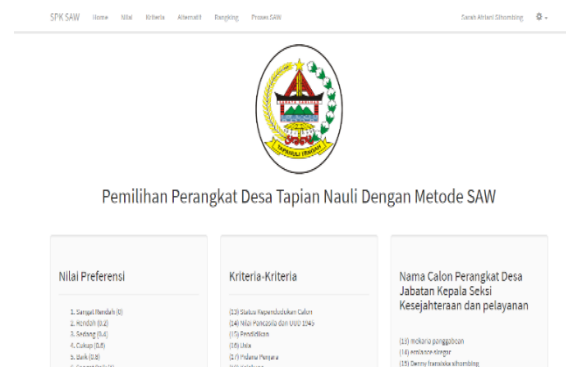 SPK SAW Home Nilai Kriteria Alternatif Rangking Proses SAW
Sarah Ahtani Sihombing
TAPANULI TENGAH
Pemilihan Perangkat Desa Tapian Nauli Dengan Metode SAW
Nilai Preferensi
1. Sangat Rendah (0)
2. Rendah (0.2)
3. Sedang (0.4)
4. Cukup (0.6)
5. Baik (0.8)
Kriteria-Kriteria
(13) Status Kependudukan Calon
(14) Nilai Pancasila dan UUD 1945
(15) Pendidikan
(16) Usia
(17) Pidana Penjara
Nama Calon Perangkat Desa
Jabatan Kepala Seksi
Kesejahteraan dan pelayanan
(13) mekaria panggabean
(14) emiance siregar
(15) Denny fransiska sihombing